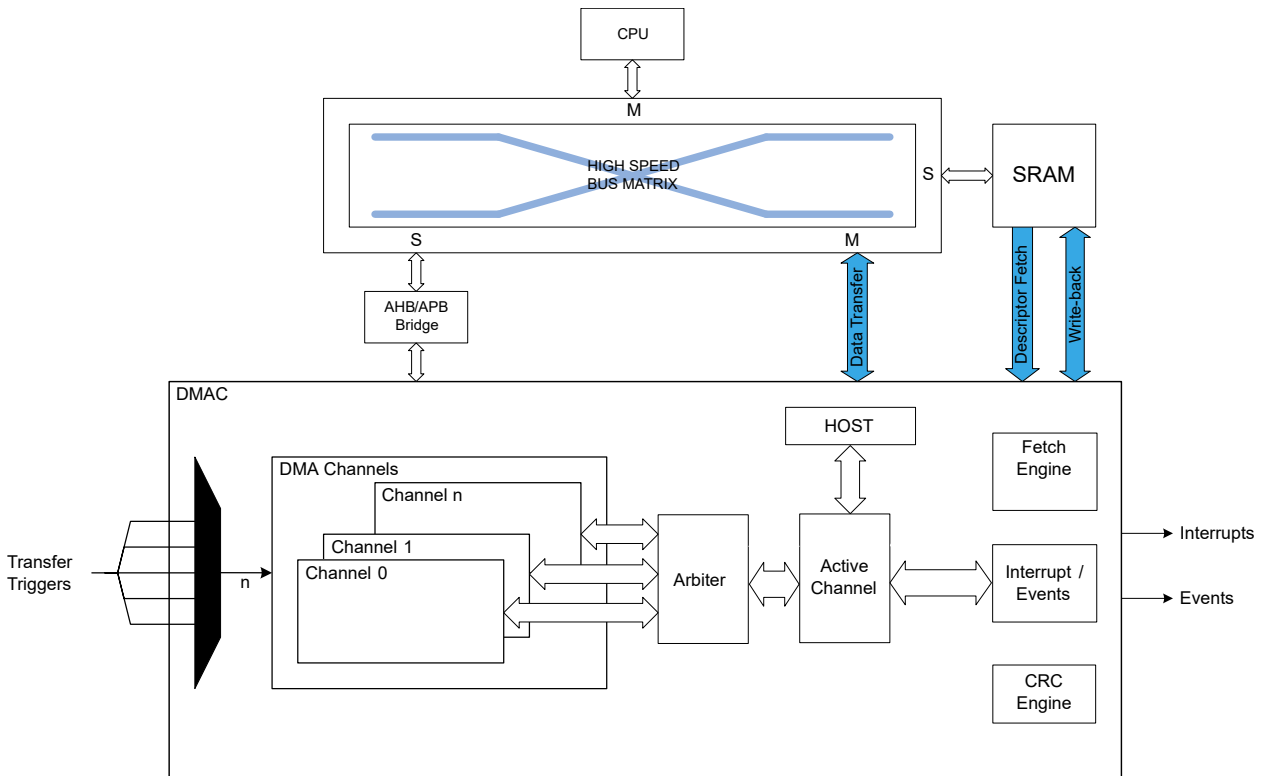 CPU
M
HIGH SPEED
BUS MATRIX
S
SRAM
S
M
AHB/APB
Bridge
Data Transfer
Descriptor Fetch
Write-back
DMAC
HOST
Fetch
Engine
DMA Channels
Channel n
Channel 1
Channel 0
Transfer
Triggers
n
Arbiter
Active
Channel
Interrupt /
Events
Interrupts
Events
CRC
Engine